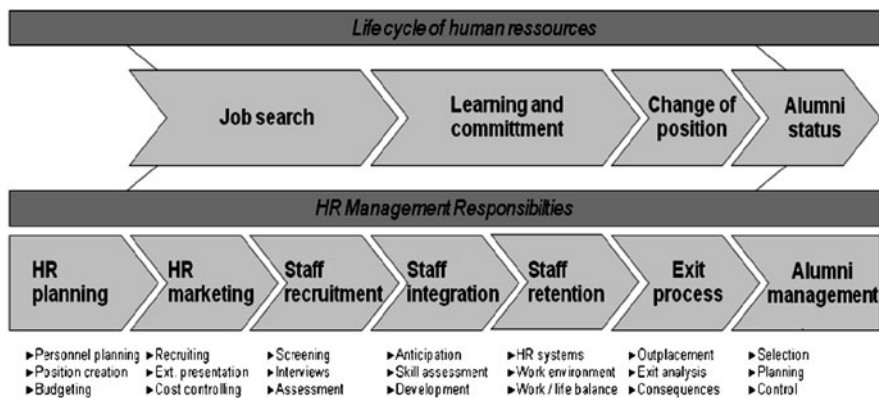 Life cycle of human ressources
Job search
Learning and
committment
Change of
position
Alumni
status
HR Management Responsibilties
HR
planning
HR
marketing
Staff
recruitment
Staff
integration
Staff
retention
Exit
process
Alumni
management
►Personnel planning
►Position creation
►Budgeting
►Recruiting
►Ext. presentation
►Cost controlling
►Screening
►Interviews
►Assessment
►Anticipation
►Skill assessment
►Development
►HR systems
►Work environment
►Work / life balance
►Outplacement
►Exit analysis
►Consequences
►Selection
►Planning
►Control